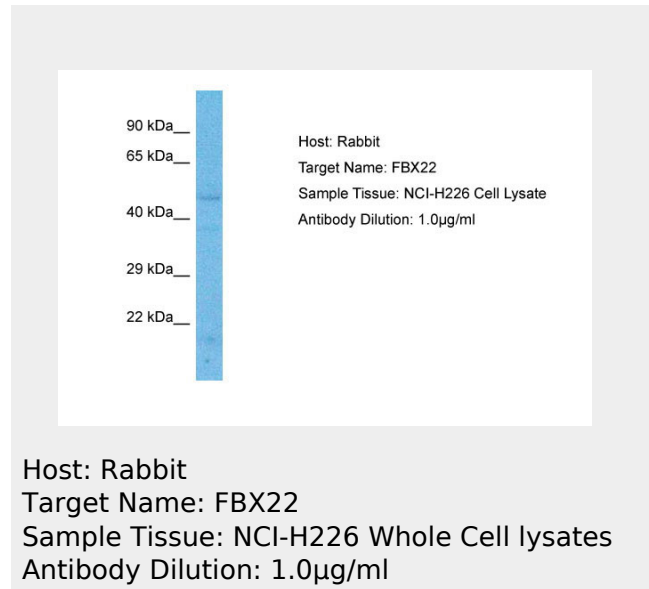 90 kDa__
65 kDa__
40 kDa__
29 kDa__
22 kDa__
Host: Rabbit
Target Name: FBX22
Sample Tissue: NCI-H226 Cell Lysate
Antibody Dilution: 1.0µg/ml
Host: Rabbit
Target Name: FBX22
Sample Tissue: NCI-H226 Whole Cell lysates
Antibody Dilution: 1.0µg/ml